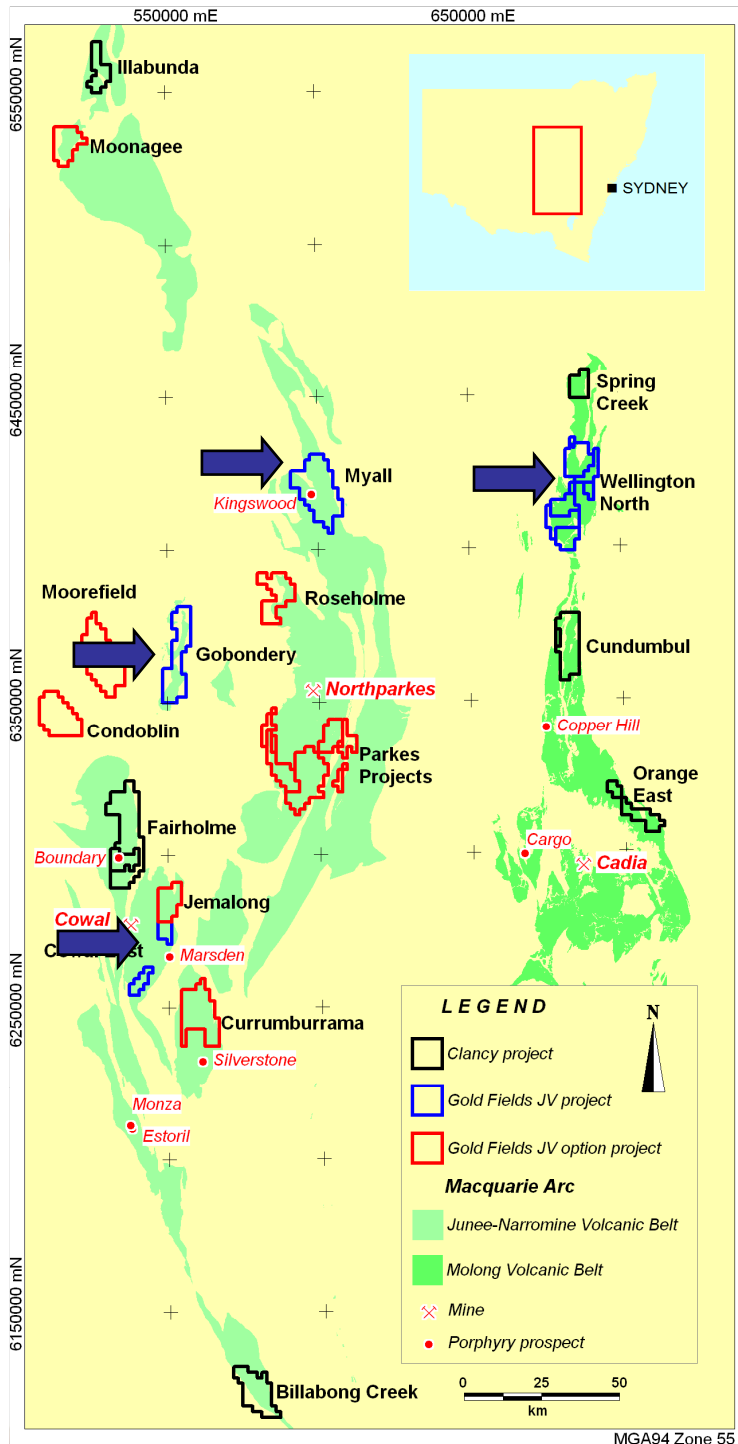 550000 mE
650000 mE
6550000 mN
Illabunda
Moonagee
SYDNEY
6450000 mN
Spring
Creek
Myall
Kingswood
Wellington
North
Moorefield
Roseholme
Gobondery
Cundumbul
6350000 mN
Northparkes
Condoblin
Copper Hill
Parkes
Projects
Orange
East
Fairholme
Boundary
Cargo
Cadia
Jemalong
Cowal
Cowal East
Marsden
6250000 mN
Currumburrama
Silverstone
Monza
Estoril
LEGEND
N
Clancy project
Gold Fields JV project
Gold Fields JV option project
Macquarie Arc
Junee-Narromine Volcanic Belt
Molong Volcanic Belt
Mine
Porphyry prospect
6150000 mN
Billabong Creek
0 25 50
km
MGA94 Zone 55